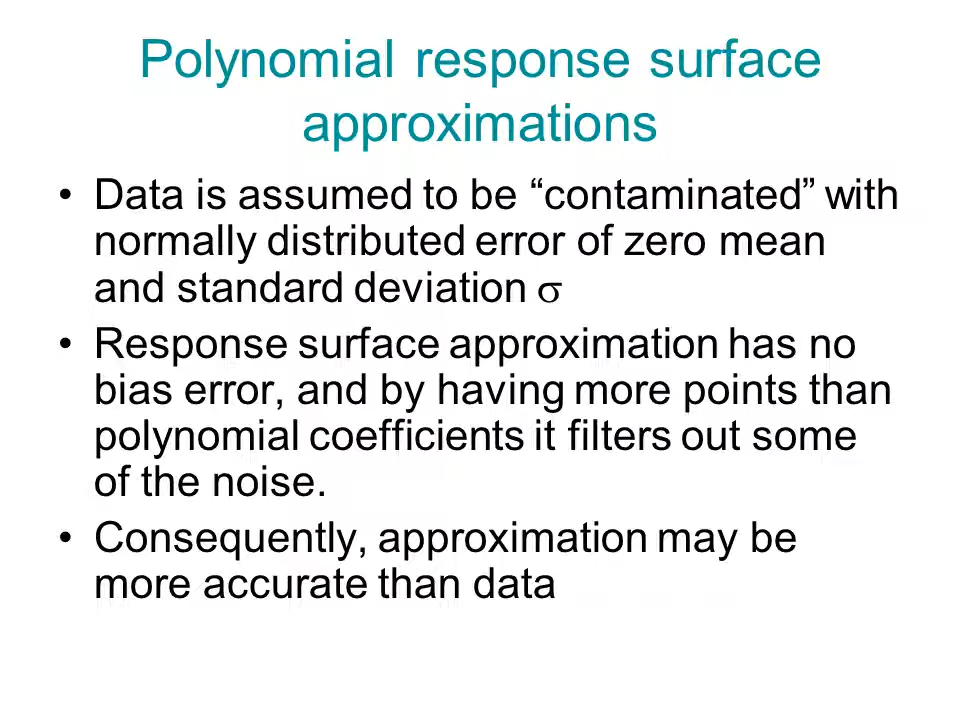 Polynomial response surface
approximations
• Data is assumed to be “contaminated” with
normally distributed error of zero mean
and standard deviation σ
• Response surface approximation has no
bias error, and by having more points than
polynomial coefficients it filters out some
of the noise.
• Consequently, approximation may be
more accurate than data